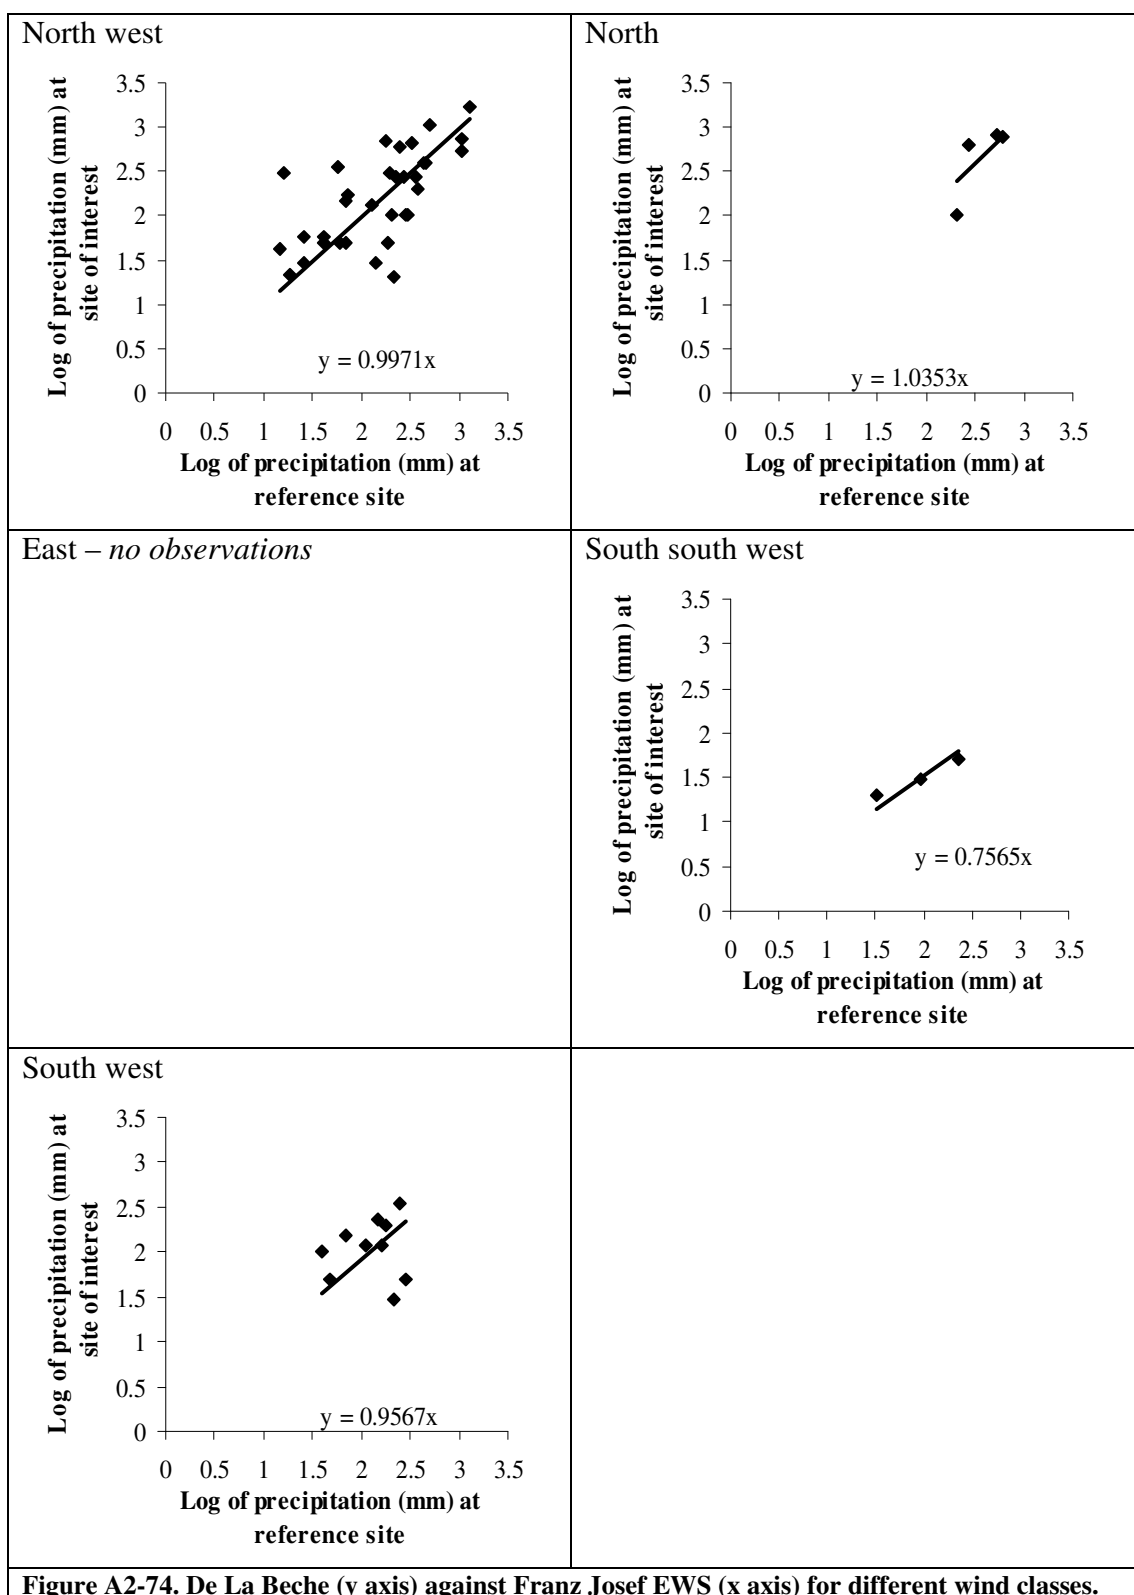 North west
Log of precipitation (mm) at
site of interest
3.5
3
2.5
2
1.5
1
0.5
0
y = 0.9971x
0 0.5 1 1.5 2 2.5 3 3.5
Log of precipitation (mm) at
reference site
North
Log of precipitation (mm) at
site of interest
3.5
3
2.5
2
1.5
1
0.5
0
y = 1.0353x
0 0.5 1 1.5 2 2.5 3 3.5
Log of precipitation (mm) at
reference site
East – no observations
South south west
Log of precipitation (mm) at
site of interest
3.5
3
2.5
2
1.5
1
0.5
0
y = 0.7565x
0 0.5 1 1.5 2 2.5 3 3.5
Log of precipitation (mm) at
reference site
South west
Log of precipitation (mm) at
site of interest
3.5
3
2.5
2
1.5
1
0.5
0
y = 0.9567x
0 0.5 1 1.5 2 2.5 3 3.5
Log of precipitation (mm) at
reference site
Figure A2-74. De La Beche (y axis) against Franz Josef EWS (x axis) for different wind classes.